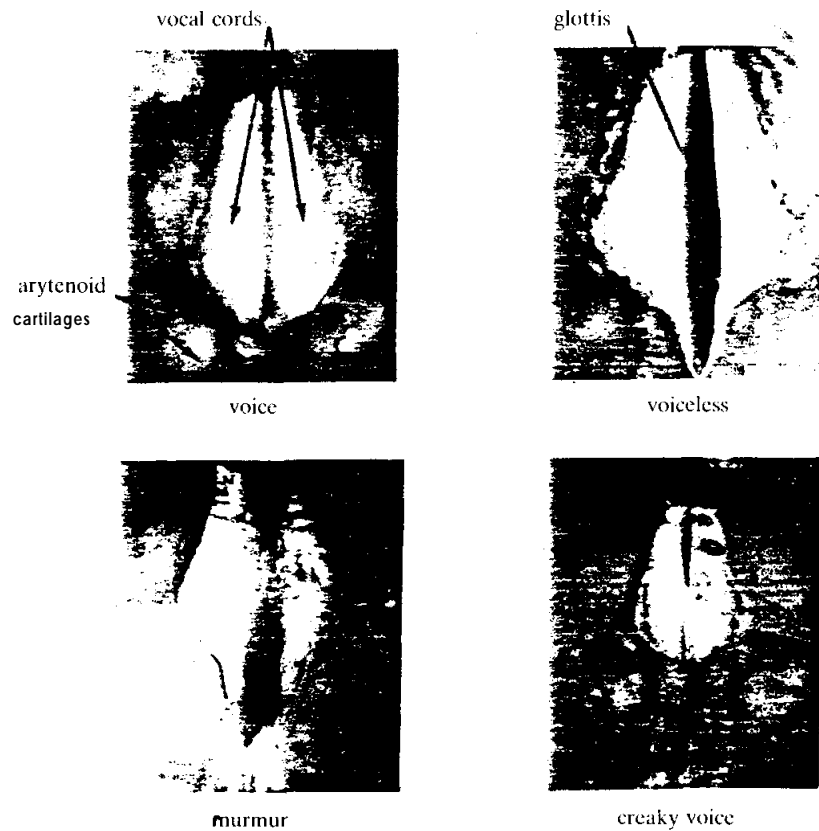 vocal cords
glottis
arytenoid
cartilages
voice
voiceless
murmur
creaky voice